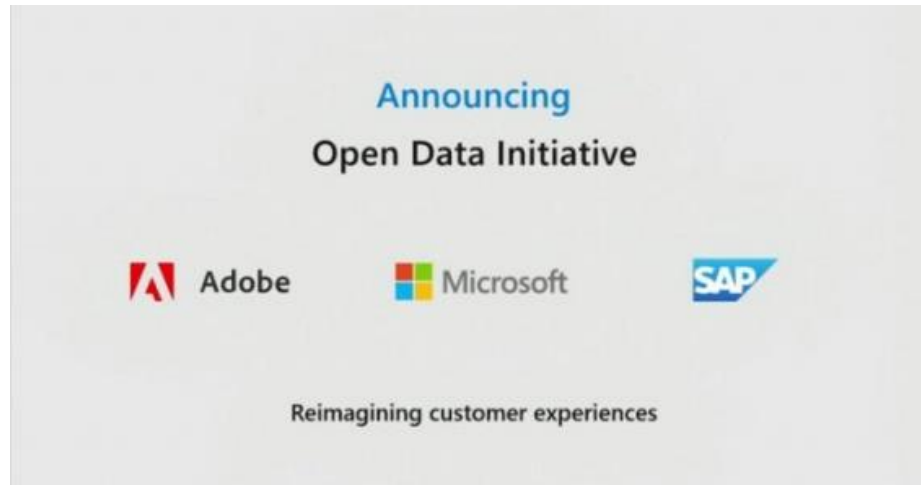 Announcing
Open Data Initiative
Adobe Microsoft SAP
Reimagining customer experiences